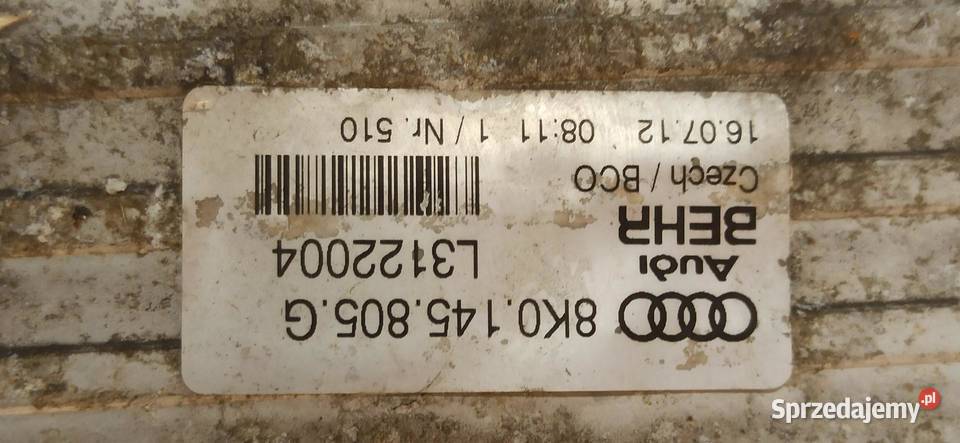 8K0.145.805.G
Audi
L3122004
BEHR
Czech / BCO
16.07.12 08:11 1 / Nr. 510
Sprzedajemy.pl